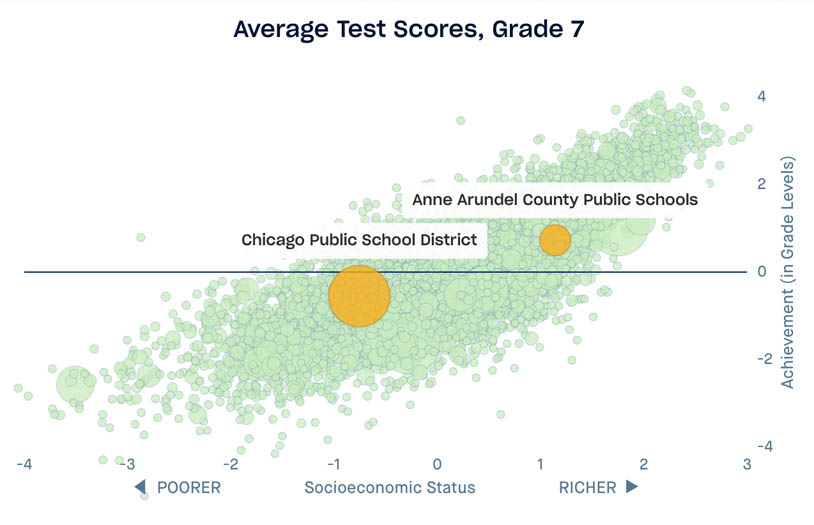 Average Test Scores, Grade 7
4
2
Anne Arundel County Public Schools
Chicago Public School District
0
-2
-4
Achievement (in Grade Levels)
-4 -3 -2 -1 0 1 2 3
◀ POORER Socioeconomic Status RICHER ▶